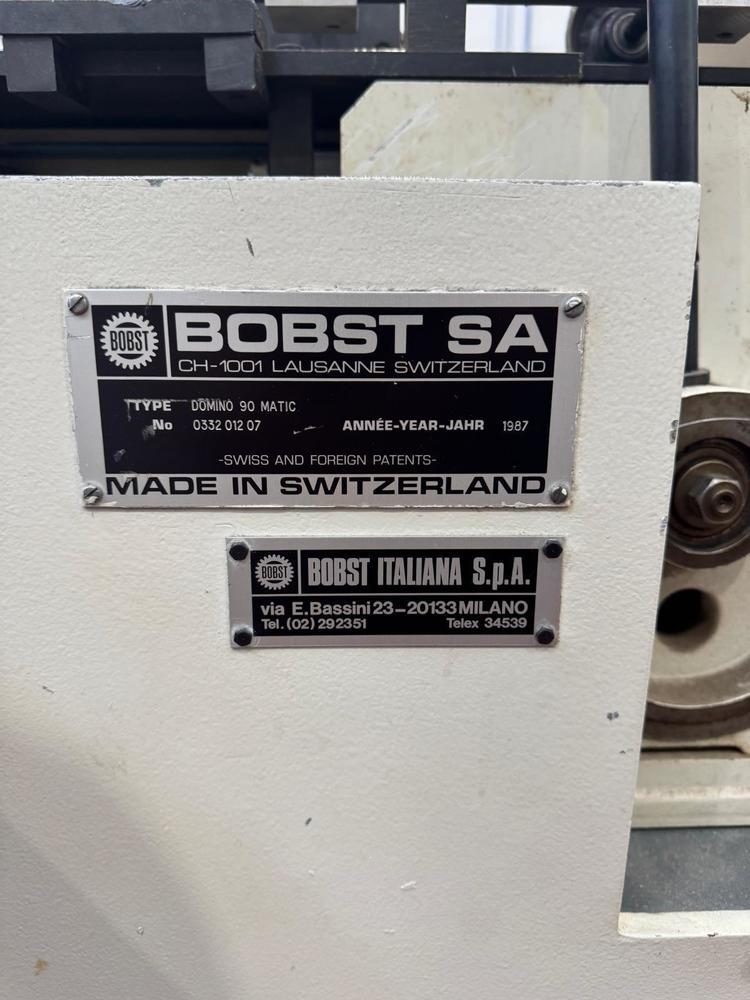 BOBST
BOBST SA
CH-1001 LAUSANNE SWITZERLAND
TYPE DOMINO 90 MATIC
No 0332 012 07 ANNÉE-YEAR-JAHR 1987
-SWISS AND FOREIGN PATENTS-
MADE IN SWITZERLAND
BOBST
BOBST ITALIANA S.p.A.
via E.Bassini 23-20133 MILANO
Tel.(02) 292351 Telex 34539